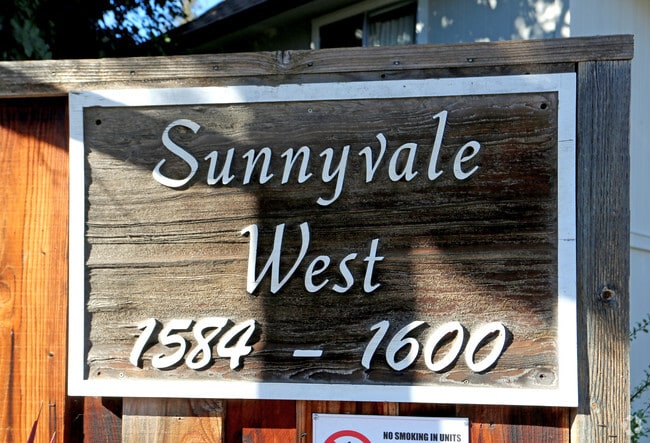 Sunnyvale
West
1584 – 1600
NO SMOKING IN UNITS